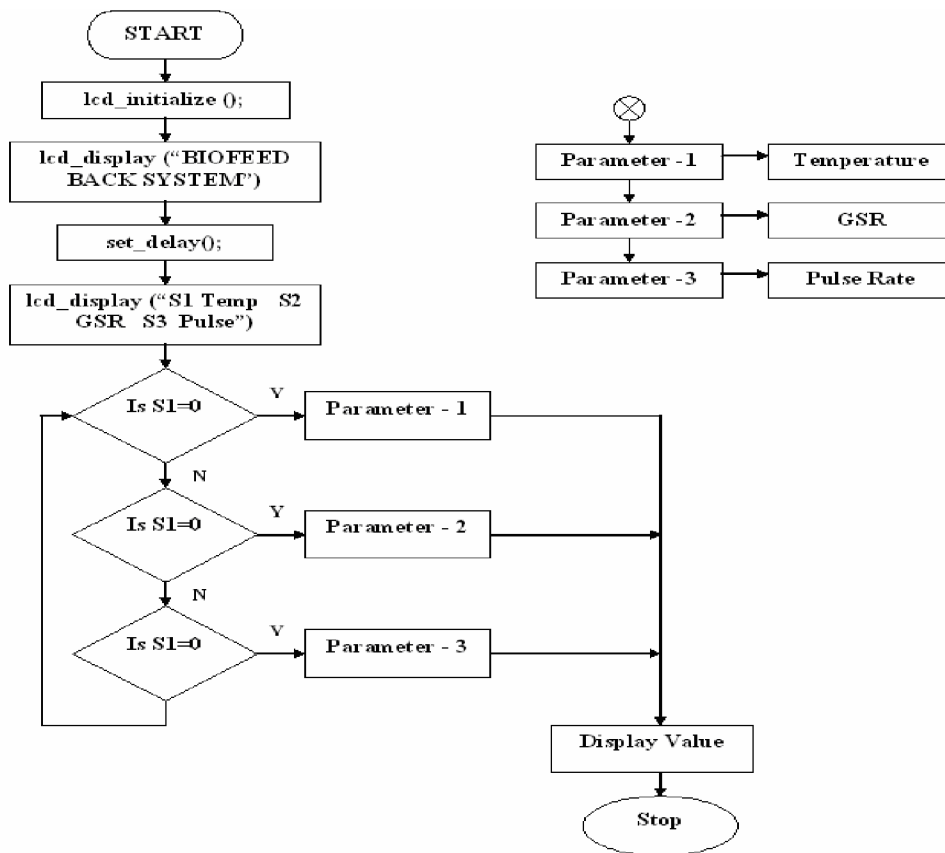 START
lcd_initialize ();
lcd_display (“BIOFEED
BACK SYSTEM”)
set_delay();
lcd_display (“S1 Temp S2
GSR S3 Pulse”)
Is S1=0
Y
Parameter - 1
N
Is S1=0
Y
Parameter - 2
N
Is S1=0
Y
Parameter - 3
Display Value
Stop
Parameter -1
Temperature
Parameter -2
GSR
Parameter -3
Pulse Rate